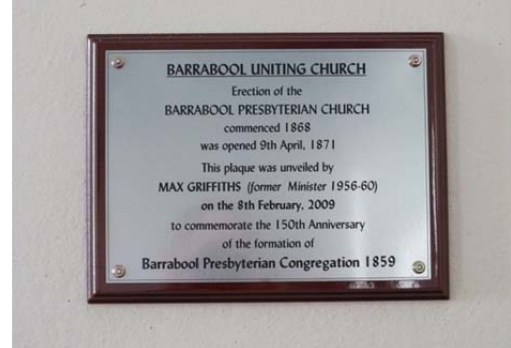 BARRABOOL UNITING CHURCH
Erection of the
BARRABOOL PRESBYTERIAN CHURCH
commenced 1868
was opened 9th April, 1871
This plaque was unveiled by
MAX GRIFFITHS (former Minister 1956-60)
on the 8th February, 2009
to commemorate the 150th Anniversary
of the formation of
Barrabool Presbyterian Congregation 1859